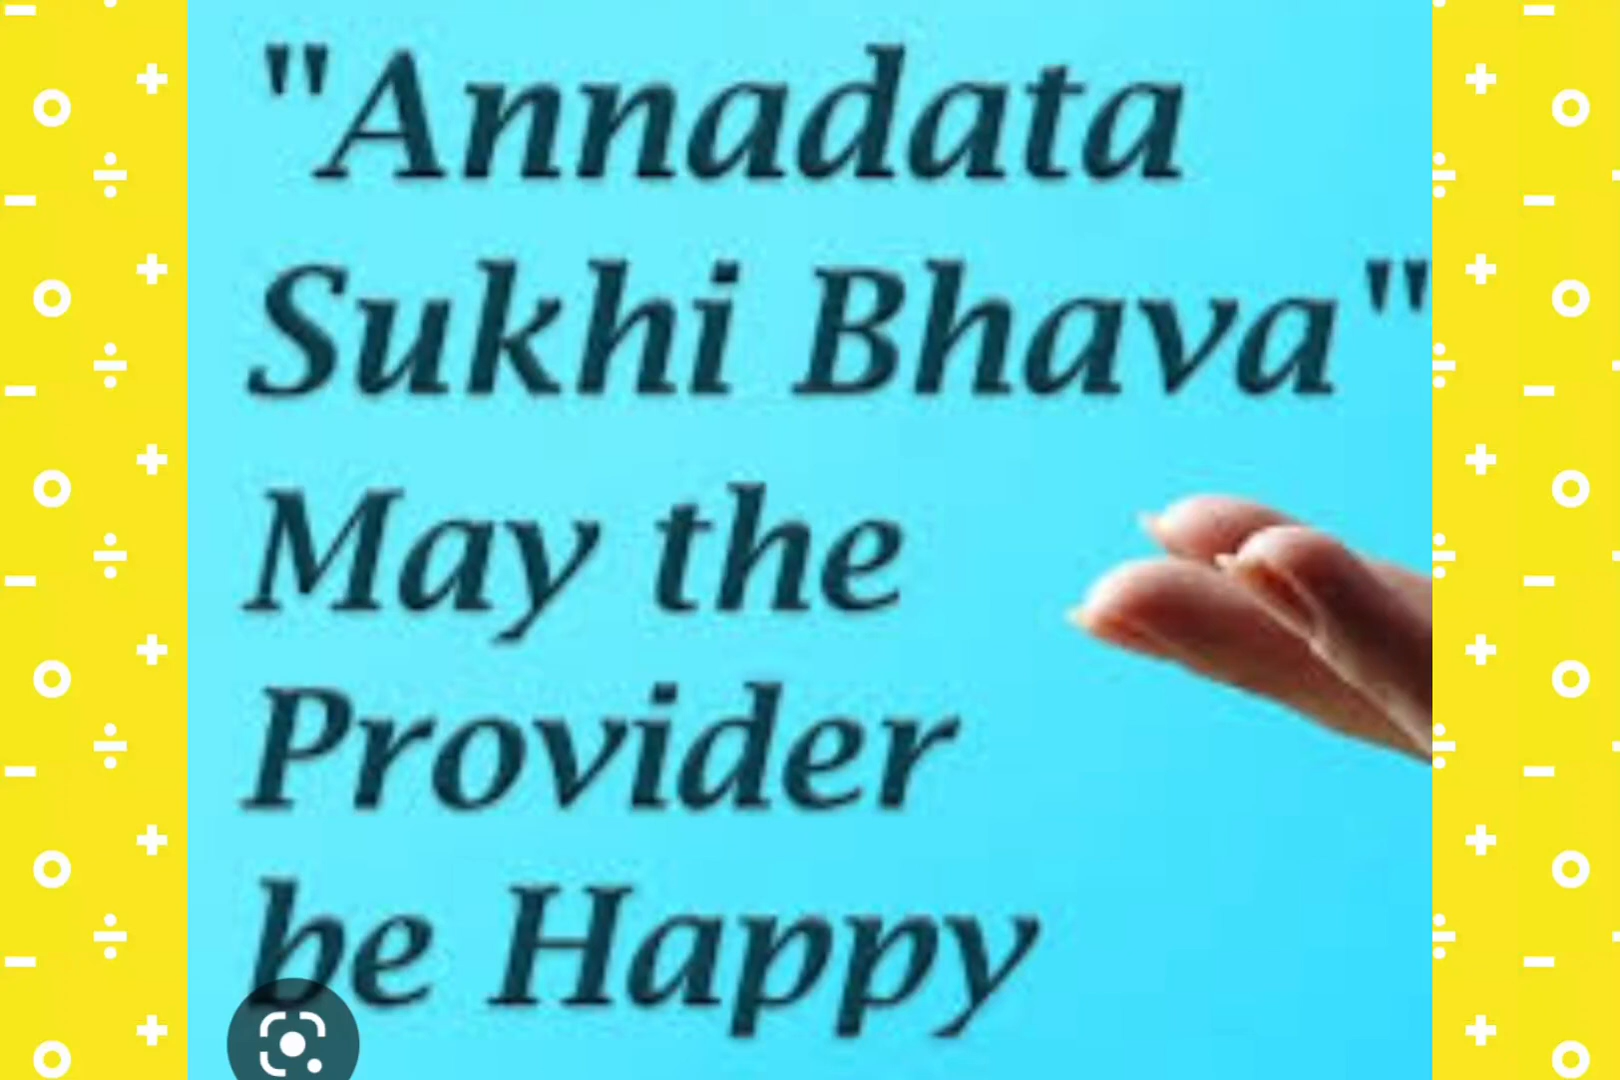 "Annadata
Sukhi Bhava"
May the
Provider
be Happy